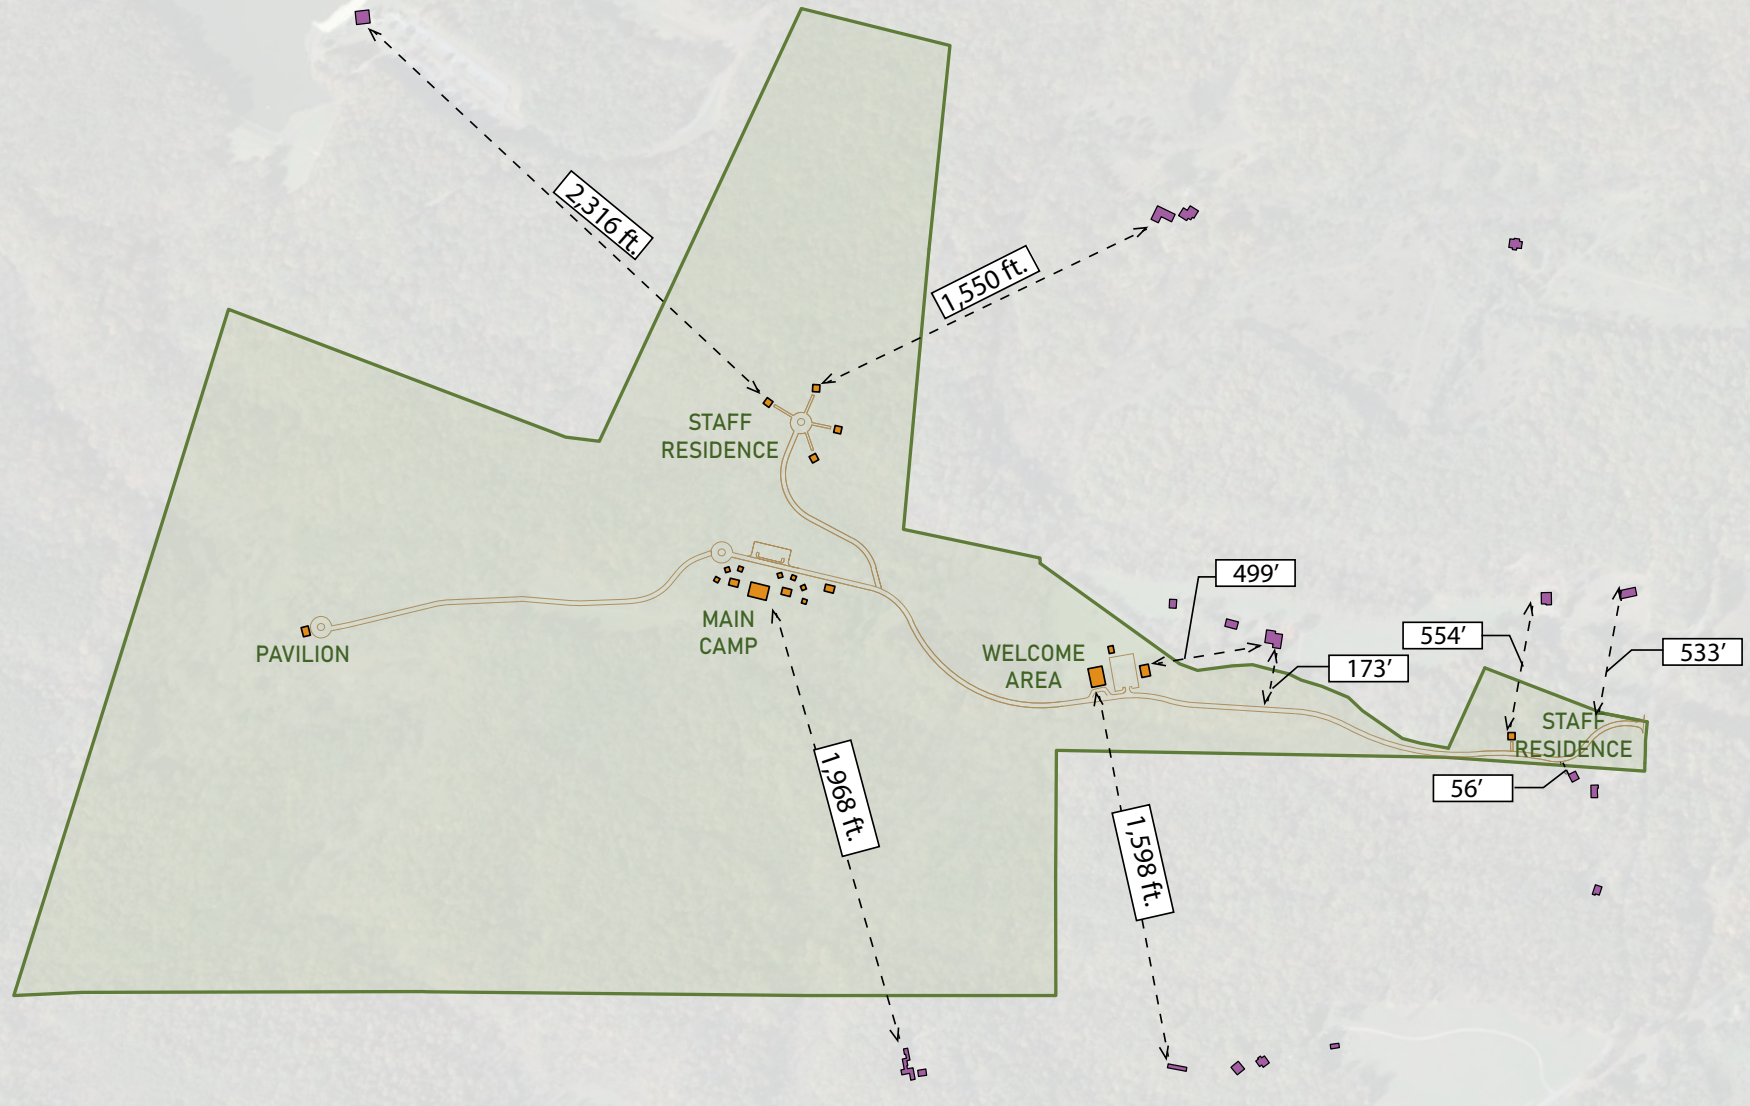 2,316 ft.
1,550 ft.
STAFF
RESIDENCE
499’
MAIN
CAMP
554’
533’
PAVILION
WELCOME
AREA
173’
STAFF
RESIDENCE
56’
1,968 ft.
1,598 ft.